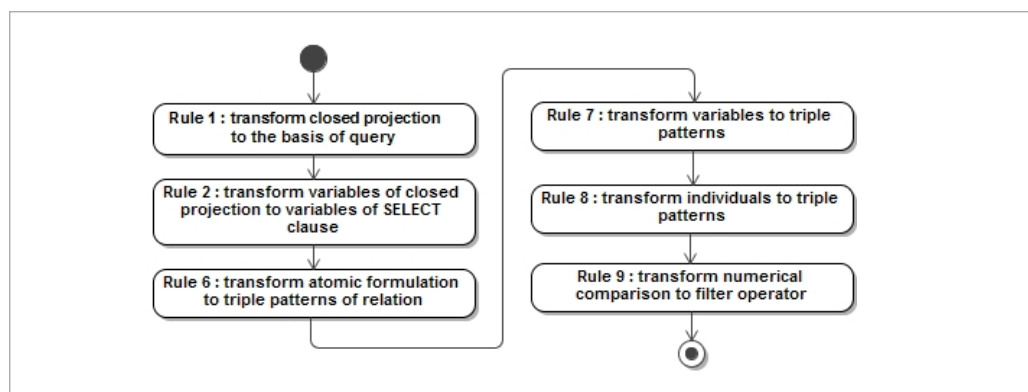 Rule 1 : transform closed projection
to the basis of query
Rule 2 : transform variables of closed
projection to variables of SELECT
clause
Rule 6 : transform atomic formulation
to triple patterns of relation
Rule 7 : transform variables to triple
patterns
Rule 8 : transform individuals to triple
patterns
Rule 9 : transform numerical
comparison to filter operator